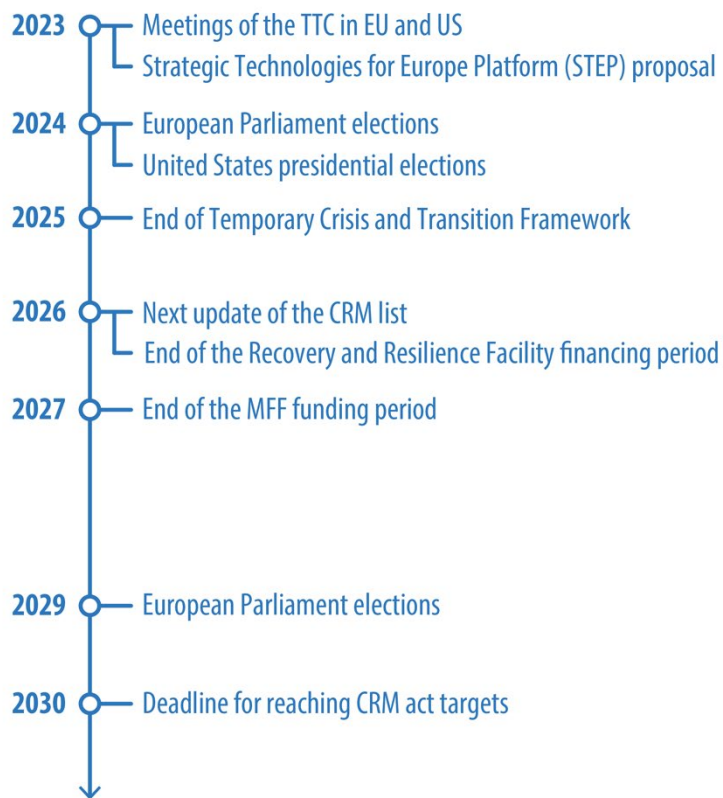 2023 Meetings of the TTC in EU and US
Strategic Technologies for Europe Platform (STEP) proposal
2024 European Parliament elections
United States presidential elections
2025 End of Temporary Crisis and Transition Framework
2026 Next update of the CRM list
End of the Recovery and Resilience Facility financing period
2027 End of the MFF funding period
2029 European Parliament elections
2030 Deadline for reaching CRM act targets